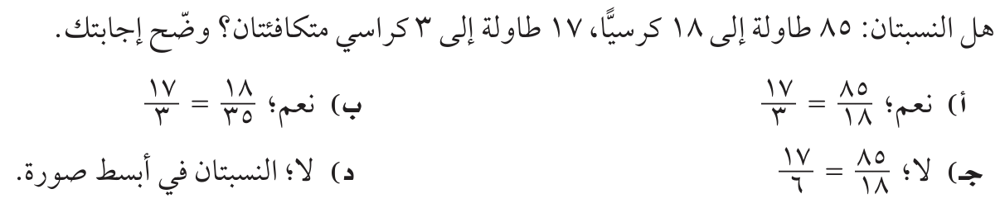 هل النسبتان: ٨٥ طاولة إلى ١٨ كرسيًّا، ١٧ طاولة إلى ٣ كراسي متكافئتان؟ وضّح إجابتك.
أ) نعم؛ ٨٥/١٨ = ١٧/٣
ب) نعم؛ ١٨/٣٥ = ١٧/٣
جـ) لا؛ ٨٥/١٨ = ١٧/٦
د) لا؛ النسبتان في أبسط صورة.